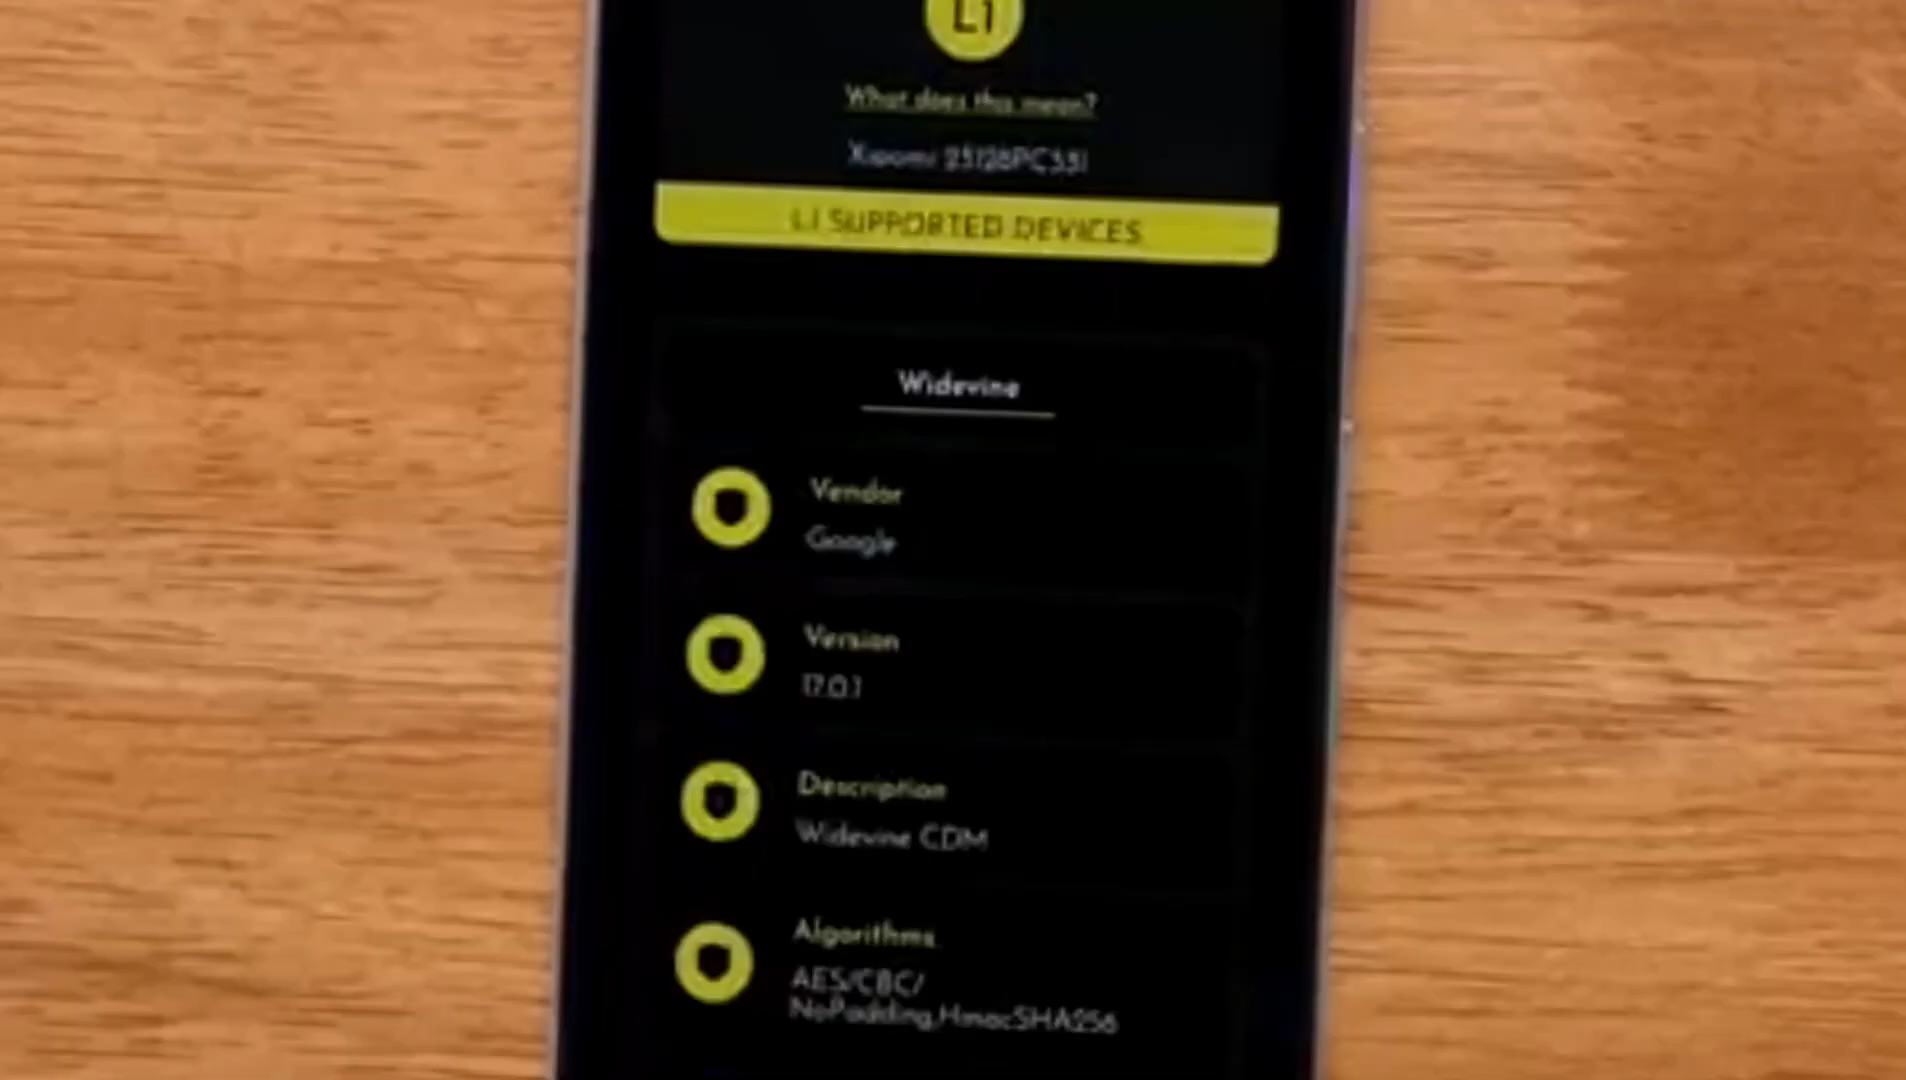 L1
What does this mean?
Xiaomi
L1 SUPPORTED DEVICES
Widevine
Vendor
Google
Version
17.0.1
Description
Widevine CDM
Algorithms
AES/CBC/
NoPadding,HmacSHA256